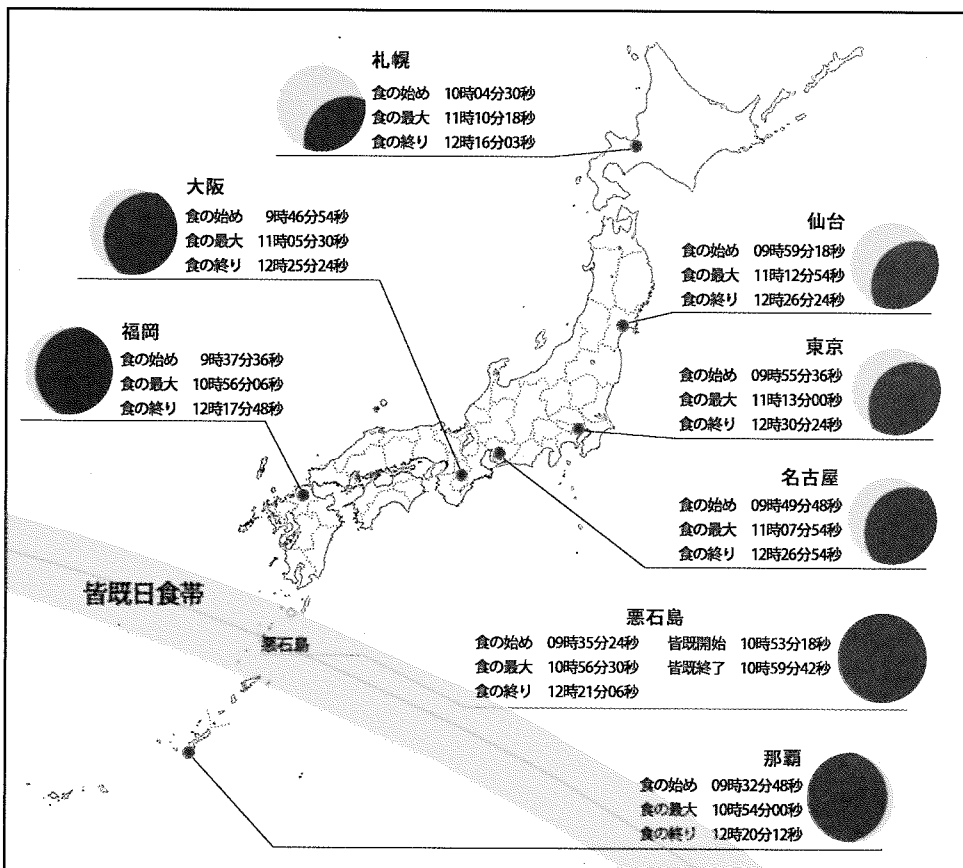 札幌
食の始め 10時04分30秒
食の最大 11時10分18秒
食の終り 12時16分03秒
大阪
食の始め 9時46分54秒
食の最大 11時05分30秒
食の終り 12時25分24秒
仙台
食の始め 09時59分18秒
食の最大 11時12分54秒
食の終り 12時26分24秒
福岡
食の始め 9時37分36秒
食の最大 10時56分06秒
食の終り 12時17分48秒
東京
食の始め 09時55分36秒
食の最大 11時13分00秒
食の終り 12時30分24秒
名古屋
食の始め 09時49分48秒
食の最大 11時07分54秒
食の終り 12時26分54秒
皆既日食帯
悪石島
悪石島
食の始め 09時35分24秒 皆既開始 10時53分18秒
食の最大 10時56分30秒 皆既終了 10時59分42秒
食の終り 12時21分06秒
那覇
食の始め 09時32分48秒
食の最大 10時54分00秒
食の終り 12時20分12秒